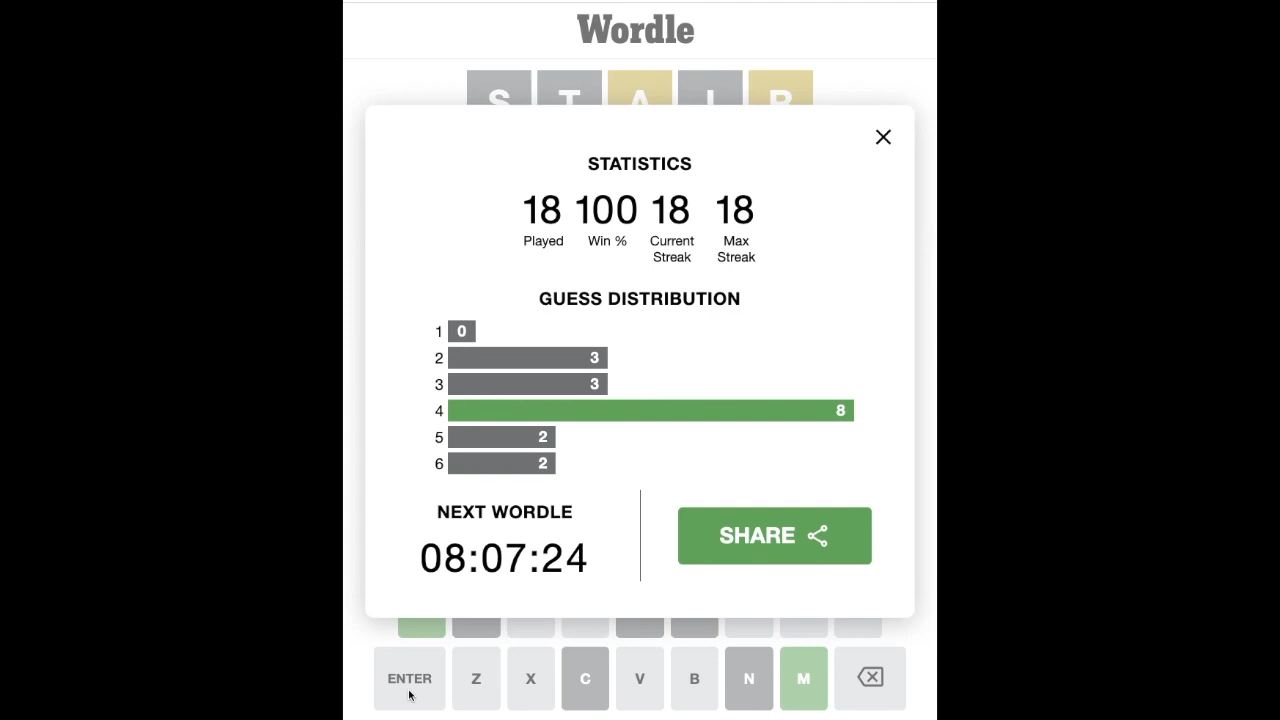 Wordle
S T A I R
STATISTICS
18 100 18 18
Played Win % Current Streak Max Streak
GUESS DISTRIBUTION
1 0
2 3
3 3
4 8
5 2
6 2
NEXT WORDLE
08:07:24
SHARE
ENTER Z X C V B N M